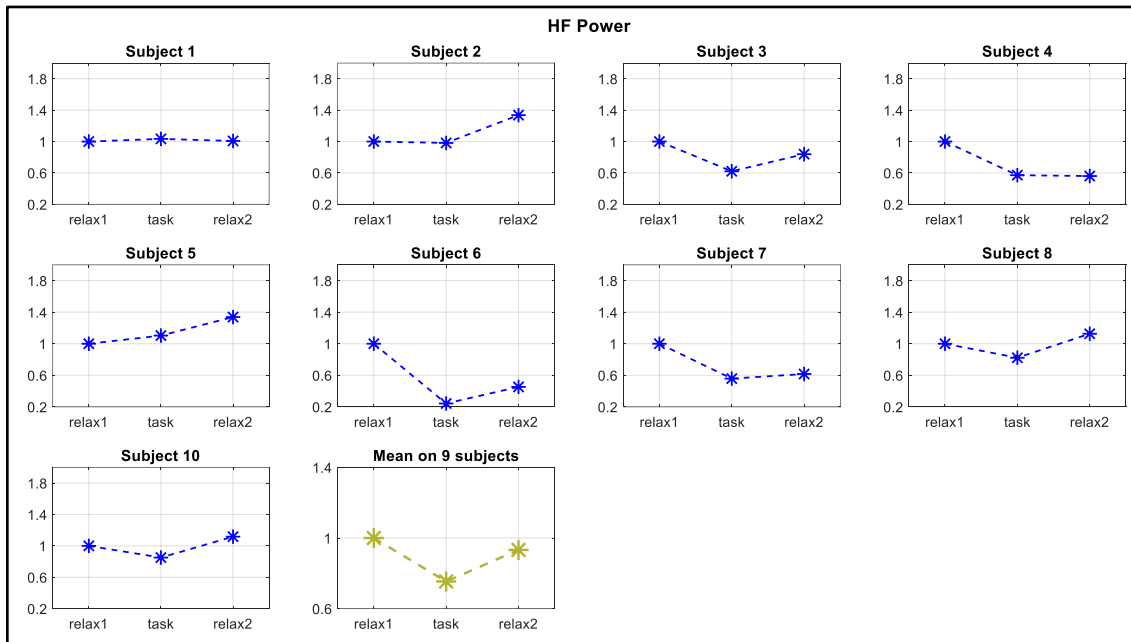 HF Power
Subject 1
1.8
1.4
1
0.6
0.2
relax1 task relax2
Subject 2
1.8
1.4
1
0.6
0.2
relax1 task relax2
Subject 3
1.8
1.4
1
0.6
0.2
relax1 task relax2
Subject 4
1.8
1.4
1
0.6
0.2
relax1 task relax2
Subject 5
1.8
1.4
1
0.6
0.2
relax1 task relax2
Subject 6
1.8
1.4
1
0.6
0.2
relax1 task relax2
Subject 7
1.8
1.4
1
0.6
0.2
relax1 task relax2
Subject 8
1.8
1.4
1
0.6
0.2
relax1 task relax2
Subject 10
1.8
1.4
1
0.6
0.2
relax1 task relax2
Mean on 9 subjects
1.4
1
0.6
relax1 task relax2